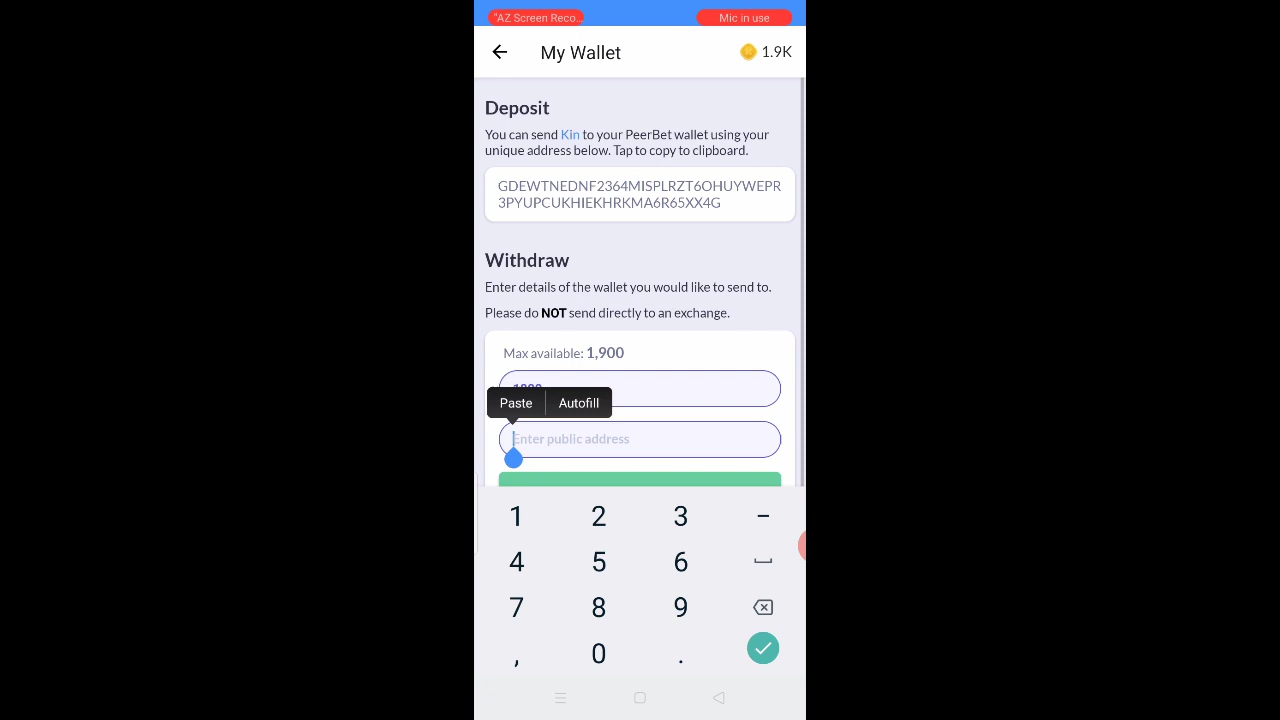 "AZ Screen Reco...
Mic in use
My Wallet
1.9K
Deposit
You can send Kin to your PeerBet wallet using your
unique address below. Tap to copy to clipboard.
GDEWTNEDNF2364MISPLRZT6OHUYWEPR
3PYUPCUKHIEKHRKMA6R65XX4G
Withdraw
Enter details of the wallet you would like to send to.
Please do NOT send directly to an exchange.
Max available: 1,900
Paste
Autofill
Enter public address
1 2 3 –
4 5 6
7 8 9
, 0 .